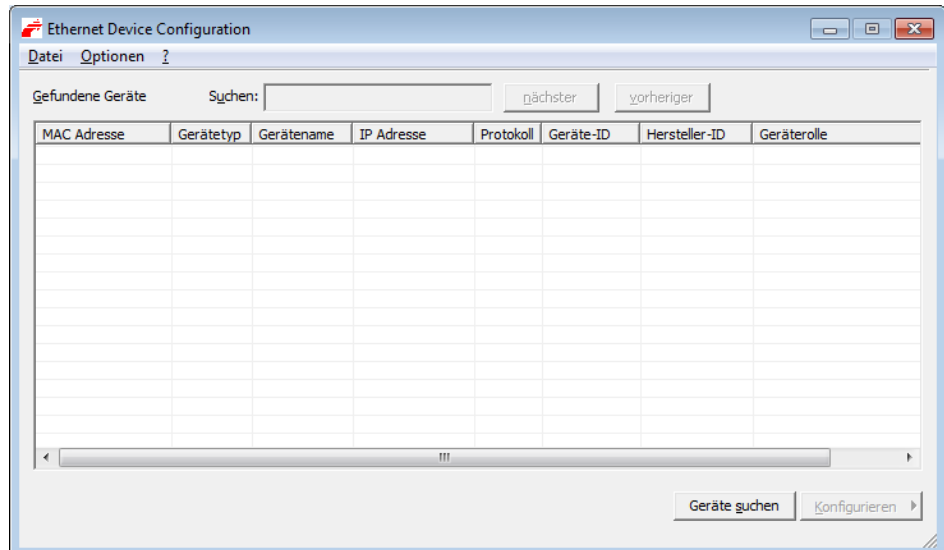 Ethernet Device Configuration
Datei Optionen ?
Gefundene Geräte Suchen: nächster vorheriger
MAC Adresse Gerätetyp Gerätename IP Adresse Protokoll Geräte-ID Hersteller-ID Geräterolle
Geräte suchen Konfigurieren